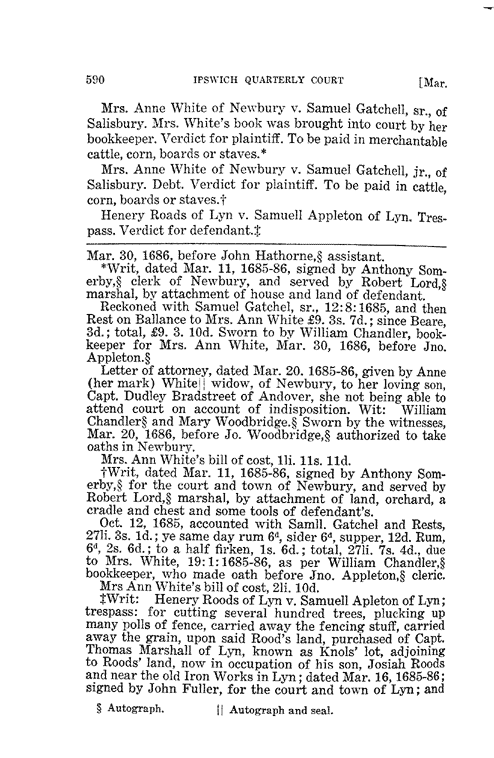 590 IPSWICH QUARTERLY COURT [Mar.
Mrs. Anne White of Newbury v. Samuel Gatchell, sr., of
Salisbury. Mrs. White's book was brought into court by her
bookkeeper. Verdict for plaintiff. To be paid in merchantable
cattle, corn, boards or staves.*
Mrs. Anne White of Newbury v. Samuel Gatchell, jr., of
Salisbury. Debt. Verdict for plaintiff. To be paid in cattle,
corn, boards or staves.†
Henery Roads of Lyn v. Samuell Appleton of Lyn. Tres-
pass. Verdict for defendant.‡
Mar. 30, 1686, before John Hathorne,§ assistant.
*Writ, dated Mar. 11, 1685-86, signed by Anthony Som-
erby,§ clerk of Newbury, and served by Robert Lord,§
marshal, by attachment of house and land of defendant.
Reckoned with Samuel Gatchel, sr., 12:8:1685, and then
Rest on Ballance to Mrs. Ann White £9. 3s. 7d.; since Beare,
3d.; total, £9. 3. 10d. Sworn to by William Chandler, book-
keeper for Mrs. Ann White, Mar. 30, 1686, before Jno.
Appleton.§
Letter of attorney, dated Mar. 20. 1685-86, given by Anne
(her mark) White|| widow, of Newbury, to her loving son,
Capt. Dudley Bradstreet of Andover, she not being able to
attend court on account of indisposition. Wit: William
Chandler§ and Mary Woodbridge.§ Sworn by the witnesses,
Mar. 20, 1686, before Jo. Woodbridge,§ authorized to take
oaths in Newbury.
Mrs. Ann White's bill of cost, 1li. 11s. 11d.
†Writ, dated Mar. 11, 1685-86, signed by Anthony Som-
erby,§ for the court and town of Newbury, and served by
Robert Lord,§ marshal, by attachment of land, orchard, a
cradle and chest and some tools of defendant's.
Oct. 12, 1685, accounted with Samll. Gatchel and Rests,
27li. 3s. 1d.; ye same day rum 6ᵈ, sider 6ᵈ, supper, 12d. Rum,
6ᵈ, 2s. 6d.; to a half firken, 1s. 6d.; total, 27li. 7s. 4d., due
to Mrs. White, 19:1:1685-86, as per William Chandler,§
bookkeeper, who made oath before Jno. Appleton,§ cleric.
Mrs Ann White's bill of cost, 2li. 10d.
‡Writ: Henery Roods of Lyn v. Samuell Apleton of Lyn;
trespass: for cutting several hundred trees, plucking up
many polls of fence, carried away the fencing stuff, carried
away the grain, upon said Rood's land, purchased of Capt.
Thomas Marshall of Lyn, known as Knols' lot, adjoining
to Roods' land, now in occupation of his son, Josiah Roods
and near the old Iron Works in Lyn; dated Mar. 16, 1685-86;
signed by John Fuller, for the court and town of Lyn; and
§ Autograph. || Autograph and seal.